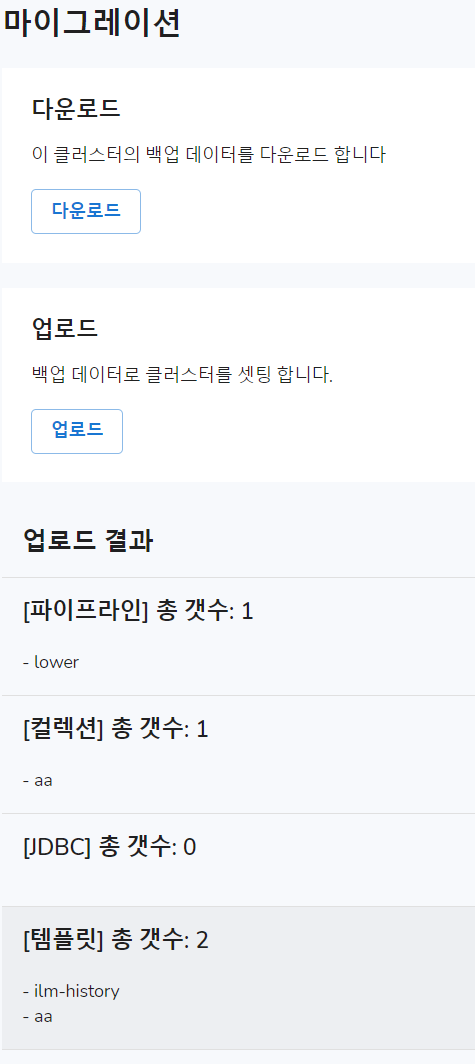 마이그레이션
다운로드
이 클러스터의 백업 데이터를 다운로드 합니다
다운로드
업로드
백업 데이터로 클러스터를 셋팅 합니다.
업로드
업로드 결과
[파이프라인] 총 갯수: 1
- lower
[컬렉션] 총 갯수: 1
- aa
[JDBC] 총 갯수: 0
[템플릿] 총 갯수: 2
- ilm-history
- aa